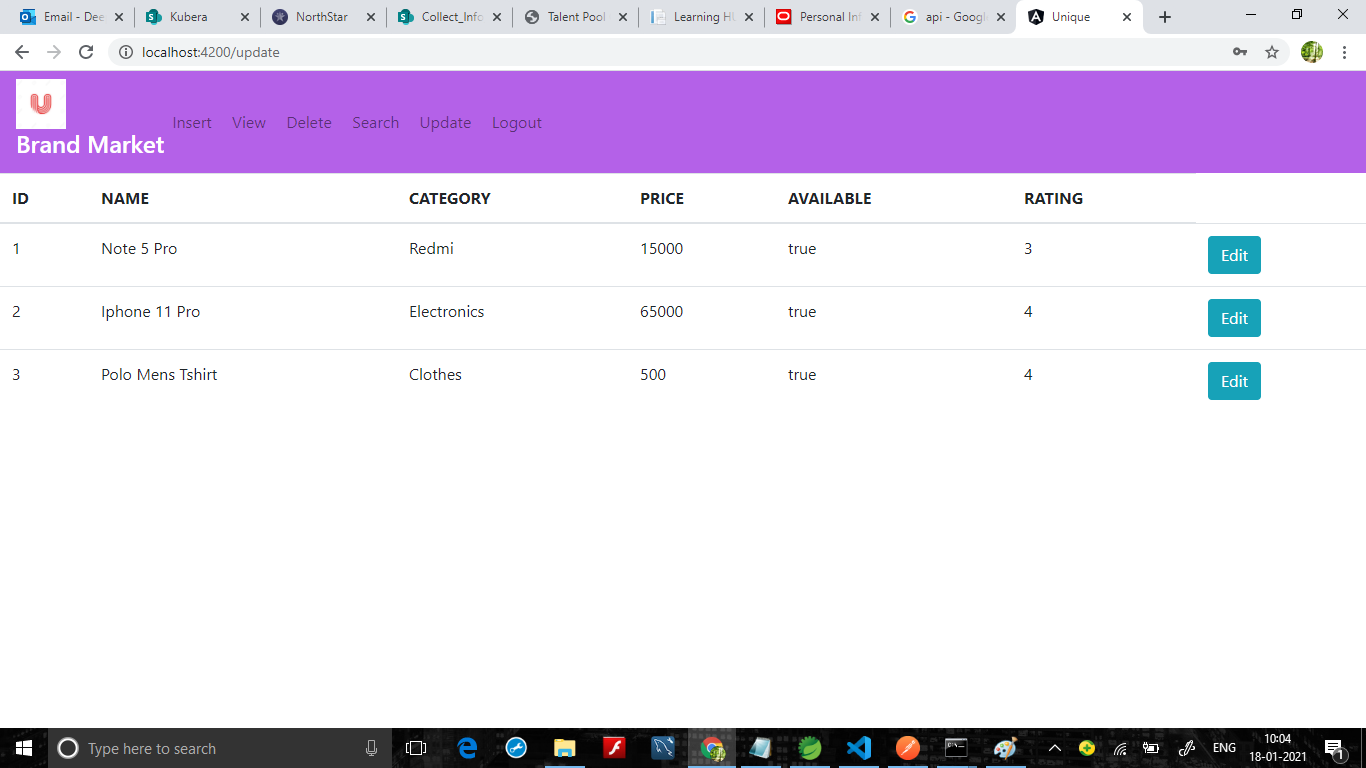 Email - Dee
Kubera
NorthStar
Collect_Info
Talent Pool
Learning Hu
Personal Inf
api - Google
Unique
localhost:4200/update
U
Brand Market
Insert View Delete Search Update Logout
ID NAME CATEGORY PRICE AVAILABLE RATING
1 Note 5 Pro Redmi 15000 true 3 Edit
2 Iphone 11 Pro Electronics 65000 true 4 Edit
3 Polo Mens Tshirt Clothes 500 true 4 Edit
Type here to search
ENG
10:04
18-01-2021
1